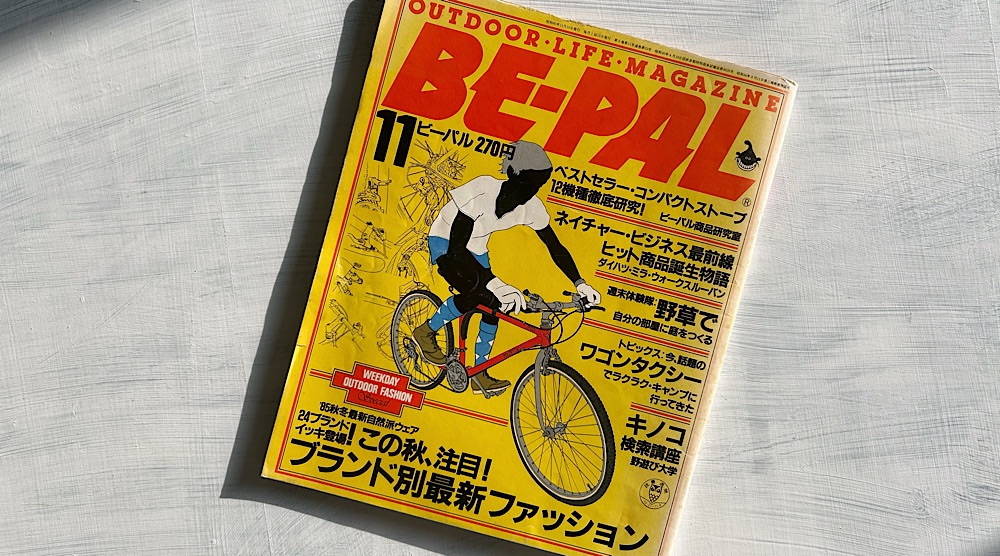 OUTDOOR・LIFE・MAGAZINE
BE-PAL
®
11 ビーパル 270円
ベストセラー・コンパクトストーブ
12機種徹底研究!
ビーパル商品研究室
ネイチャー・ビジネス最前線
ヒット商品誕生物語
ダイハツ・ミラ・ウォークスルーバン
週末体験隊:野草で
自分の部屋に庭をつくる
トピックス:今、話題の
ワゴンタクシー
でラクラク・キャンプに
行ってきた
キノコ
検索講座
野遊び大学
WEEKDAY
OUTDOOR FASHION
Special
'85秋冬最新自然派ウェア
24ブランド
イッキ登場!
この秋、注目!
ブランド別最新ファッション